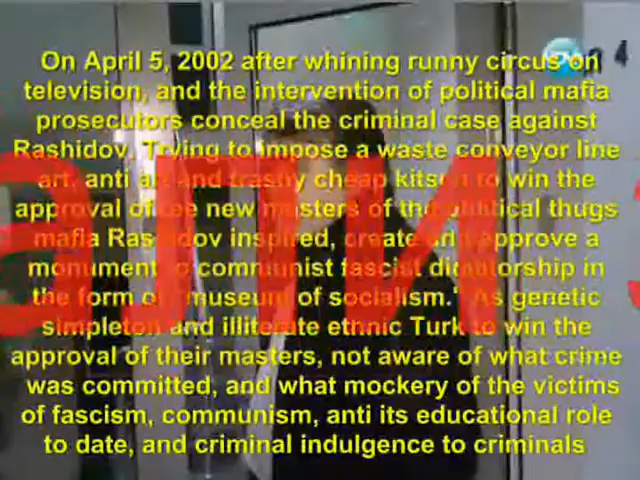 On April 5, 2002 after whining runny circus on
television, and the intervention of political mafia
prosecutors conceal the criminal case against
Rashidov. Trying to impose a waste conveyor line
art, anti art and trashy cheap kitsch to win the
approval of the new masters of the political thugs
mafia Rashidov inspired, create and approve a
monument to communist fascist dictatorship in
the form of "museum of socialism." As genetic
simpleton and illiterate ethnic Turk to win the
approval of their masters, not aware of what crime
was committed, and what mockery of the victims
of fascism, communism, anti its educational role
to date, and criminal indulgence to criminals